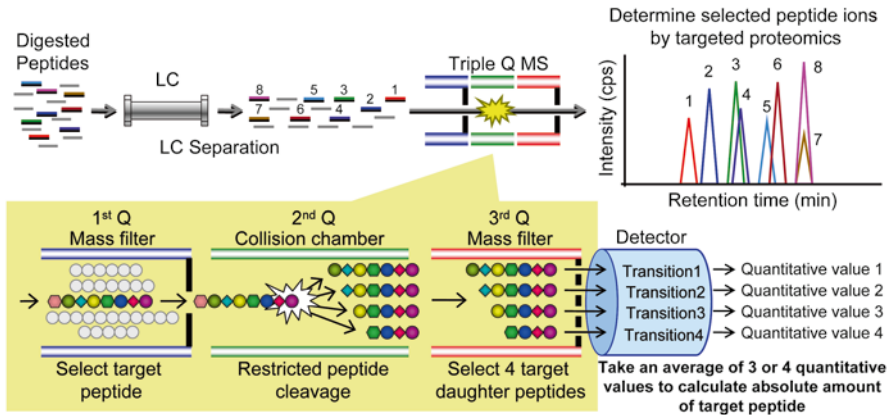 Digested
Peptides
LC
LC Separation
8
5
3
1
7
6
4
2
Triple Q MS
Determine selected peptide ions
by targeted proteomics
Intensity (cps)
1
2
3
4
5
6
8
7
Retention time (min)
1st Q
Mass filter
Select target
peptide
2nd Q
Collision chamber
Restricted peptide
cleavage
3rd Q
Mass filter
Select 4 target
daughter peptides
Detector
Transition1
Transition2
Transition3
Transition4
Quantitative value 1
Quantitative value 2
Quantitative value 3
Quantitative value 4
Take an average of 3 or 4 quantitative
values to calculate absolute amount
of target peptide